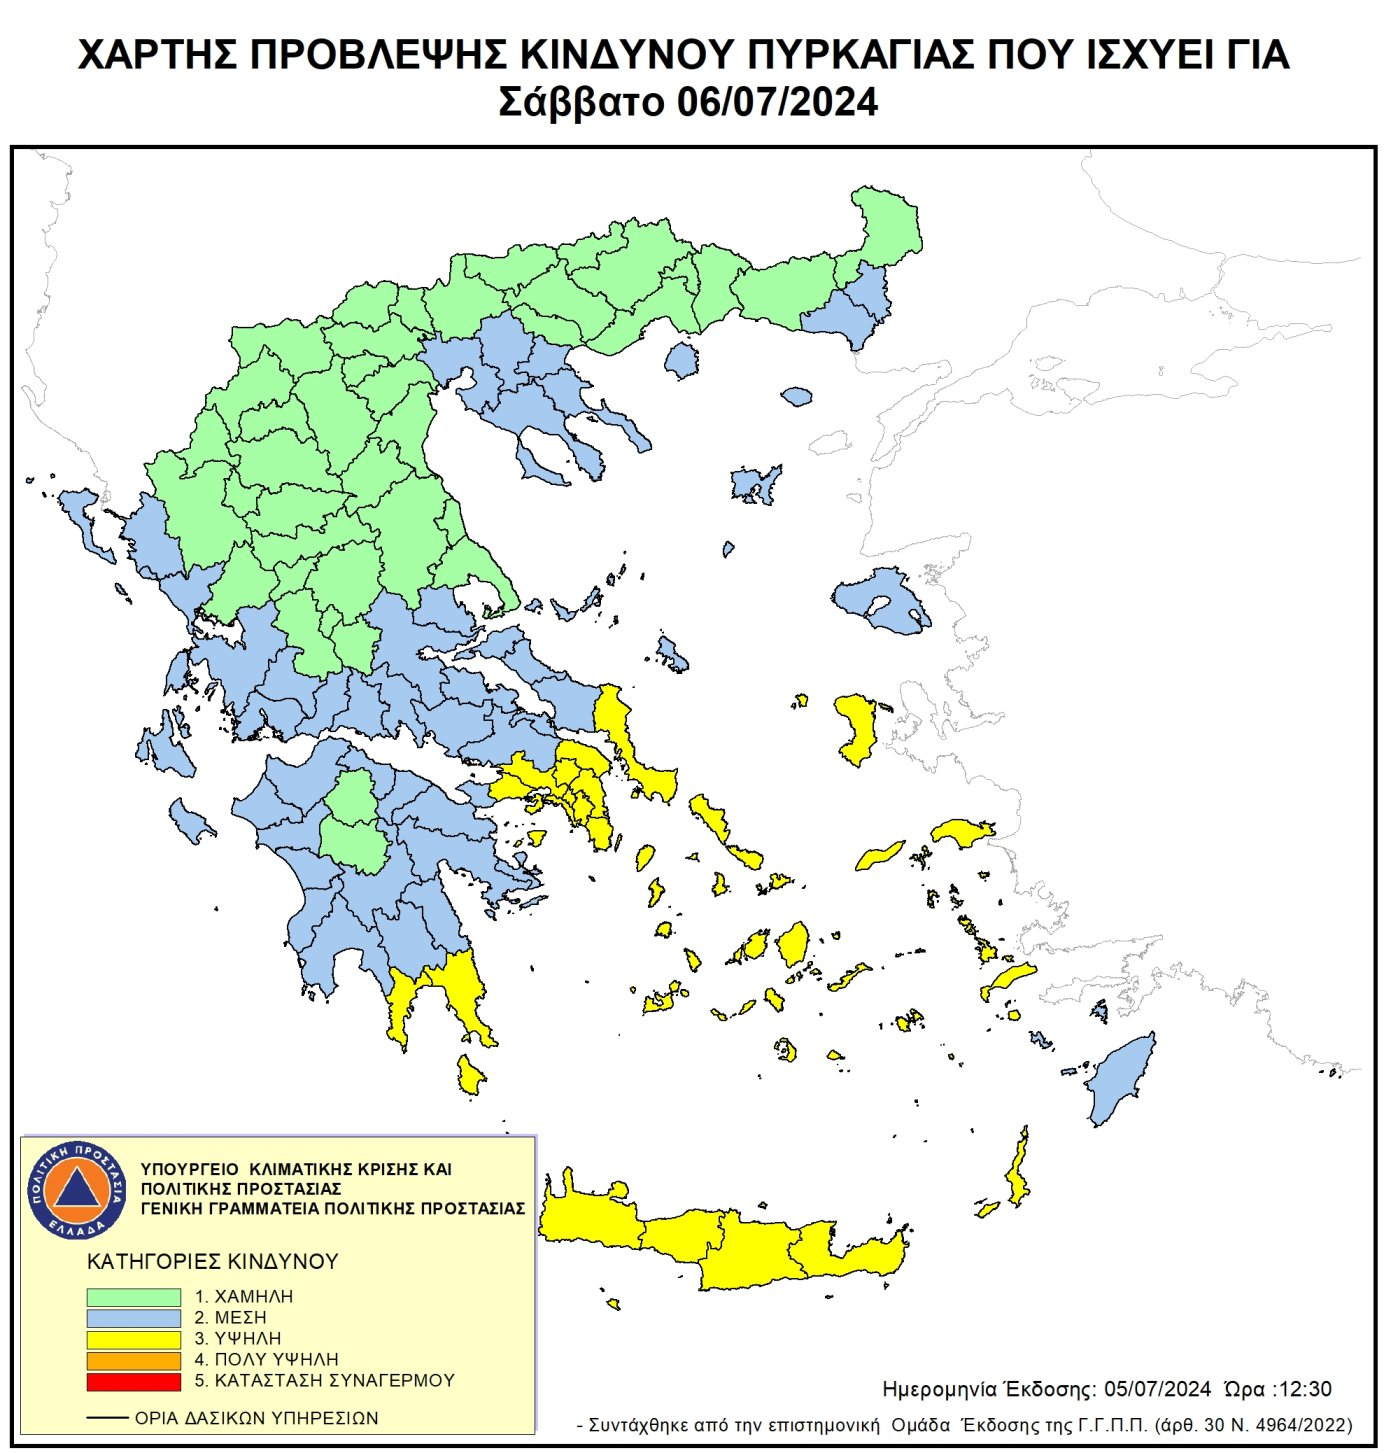 ΧΑΡΤΗΣ ΠΡΟΒΛΕΨΗΣ ΚΙΝΔΥΝΟΥ ΠΥΡΚΑΓΙΑΣ ΠΟΥ ΙΣΧΥΕΙ ΓΙΑ
Σάββατο 06/07/2024
ΠΟΛΙΤΙΚΗ ΠΡΟΣΤΑΣΙΑ
ΕΛΛΑΔΑ
ΥΠΟΥΡΓΕΙΟ ΚΛΙΜΑΤΙΚΗΣ ΚΡΙΣΗΣ ΚΑΙ
ΠΟΛΙΤΙΚΗΣ ΠΡΟΣΤΑΣΙΑΣ
ΓΕΝΙΚΗ ΓΡΑΜΜΑΤΕΙΑ ΠΟΛΙΤΙΚΗΣ ΠΡΟΣΤΑΣΙΑΣ
ΚΑΤΗΓΟΡΙΕΣ ΚΙΝΔΥΝΟΥ
1. ΧΑΜΗΛΗ
2. ΜΕΣΗ
3. ΥΨΗΛΗ
4. ΠΟΛΥ ΥΨΗΛΗ
5. ΚΑΤΑΣΤΑΣΗ ΣΥΝΑΓΕΡΜΟΥ
ΟΡΙΑ ΔΑΣΙΚΩΝ ΥΠΗΡΕΣΙΩΝ
Ημερομηνία Έκδοσης: 05/07/2024 Ώρα :12:30
- Συντάχθηκε από την επιστημονική Ομάδα Έκδοσης της Γ.Γ.Π.Π. (άρθ. 30 Ν. 4964/2022)